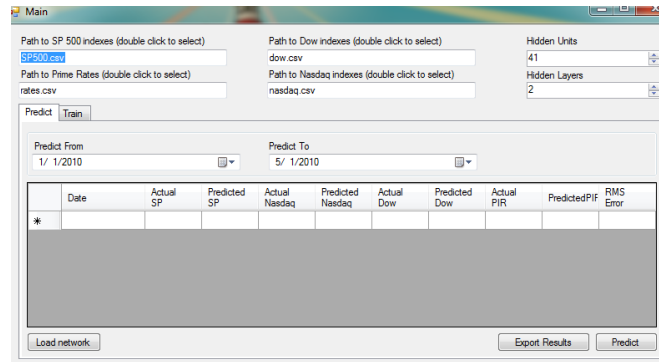 Main
Path to SP 500 indexes (double click to select) Path to Dow indexes (double click to select) Hidden Units
SP500.csv dow.csv 41
Path to Prime Rates (double click to select) Path to Nasdaq indexes (double click to select) Hidden Layers
rates.csv nasdaq.csv 2
Predict Train
Predict From Predict To
1/ 1/2010 5/ 1/2010
Date Actual SP Predicted SP Actual Nasdaq Predicted Nasdaq Actual Dow Predicted Dow Actual PIR PredictedPIF RMS Error
Load network Export Results Predict